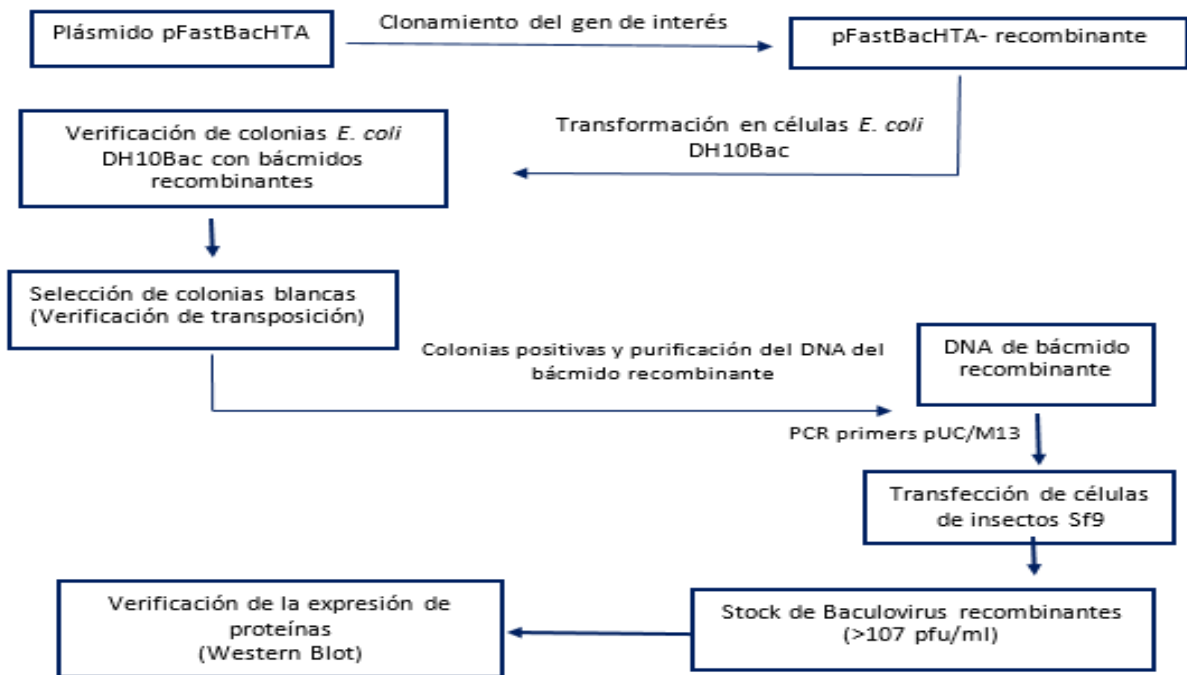 Plásmido pFastBacHTA
Clonamiento del gen de interés
pFastBacHTA- recombinante
Transformación en células E. coli
DH10Bac
Verificación de colonias E. coli
DH10Bac con bácmidos
recombinantes
Selección de colonias blancas
(Verificación de transposición)
Colonias positivas y purificación del DNA del
bácmido recombinante
PCR primers pUC/M13
DNA de bácmido
recombinante
Transfección de células
de insectos Sf9
Stock de Baculovirus recombinantes
(>107 pfu/ml)
Verificación de la expresión de
proteínas
(Western Blot)